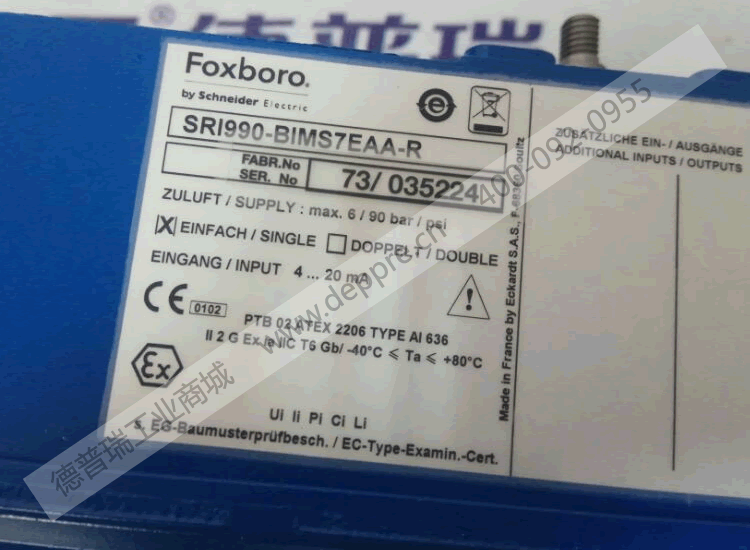 Foxboro.
by Schneider Electric
SRI990-BIMS7EAA-R
FABR.No
SER. No
73/ 035224
ZULUFT / SUPPLY : max. 6 / 90 bar / psi
X EINFACH / SINGLE DOPPELT / DOUBLE
EINGANG / INPUT 4 ... 20 mA
CE 0102
PTB 02 ATEX 2206 TYPE AI 636
II 2 G Ex ia IIC T6 Gb/ -40°C ≤ Ta ≤ +80°C
Ex
Ui Ii Pi Ci Li
s. EG-Baumusterprüfbesch. / EC-Type-Examin.-Cert.
Made in France by Eckardt S.A.S.,
ZUSÄTZLICHE EIN- / AUSGÄNGE
ADDITIONAL INPUTS / OUTPUTS
德普瑞工业商城 www.deppre.cn
德普瑞